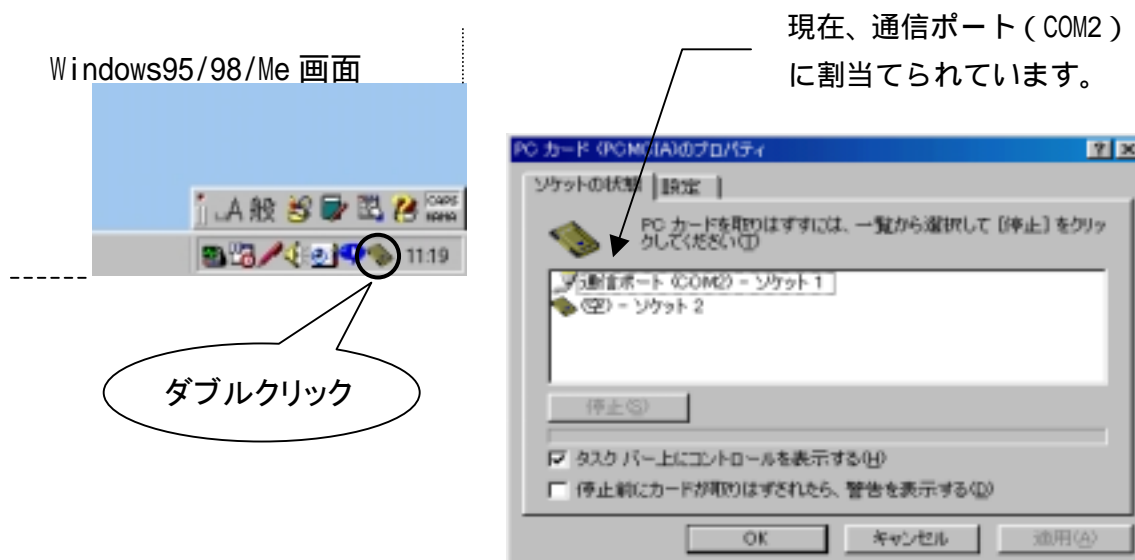 現在、通信ポート（COM2）
に割当てられています。
Windows95/98/Me 画面
A 般
CAPS
KANA
11:19
ダブルクリック
PC カード (PCMCIA)のプロパティ
ソケットの状態
設定
PC カードを取りはずすには、一覧から選択して [停止] をクリッ
クしてください(T)
通信ポート (COM2) - ソケット 1
(空) - ソケット 2
停止(S)
タスク バー上にコントロールを表示する(H)
停止前にカードが取りはずされたら、警告を表示する(D)
OK
キャンセル
適用(A)